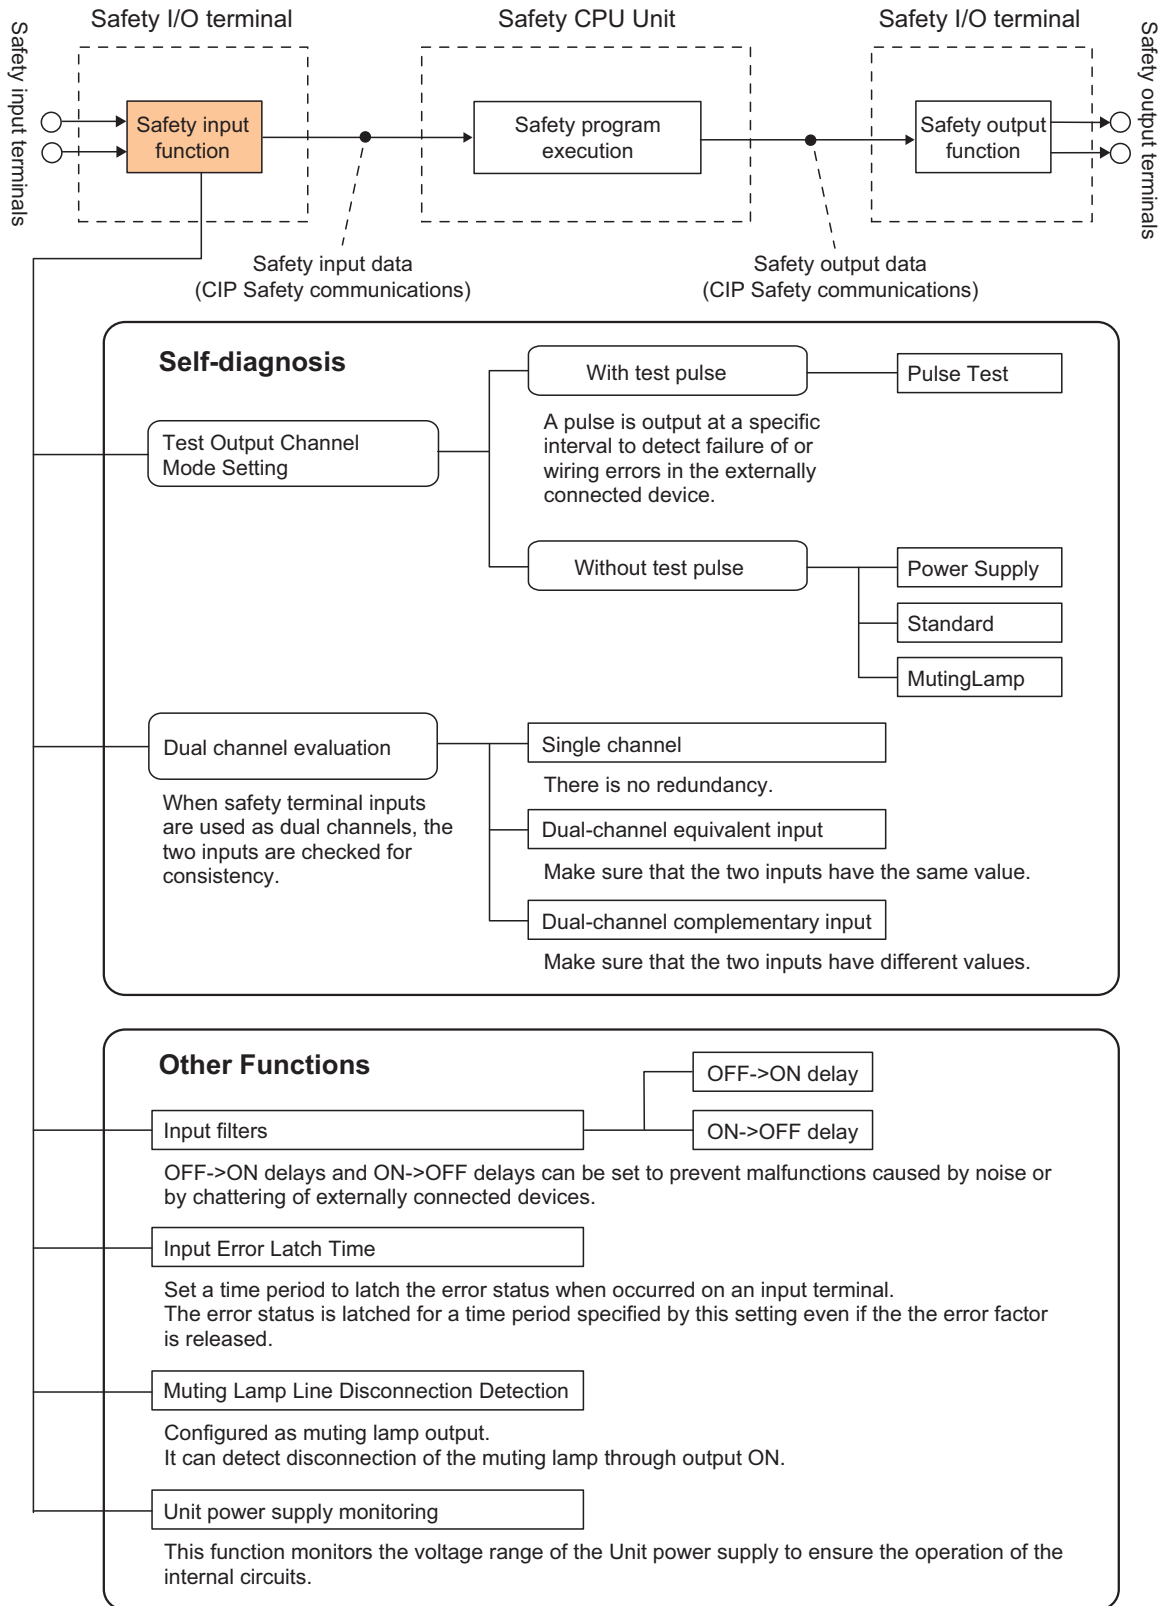 Safety I/O terminal
Safety CPU Unit
Safety I/O terminal
Safety input terminals
Safety input
function
Safety program
execution
Safety output
function
Safety output terminals
Safety input data
(CIP Safety communications)
Safety output data
(CIP Safety communications)
Self-diagnosis
Test Output Channel
Mode Setting
With test pulse
Pulse Test
A pulse is output at a specific
interval to detect failure of or
wiring errors in the externally
connected device.
Without test pulse
Power Supply
Standard
MutingLamp
Dual channel evaluation
When safety terminal inputs
are used as dual channels, the
two inputs are checked for
consistency.
Single channel
There is no redundancy.
Dual-channel equivalent input
Make sure that the two inputs have the same value.
Dual-channel complementary input
Make sure that the two inputs have different values.
Other Functions
Input filters
OFF->ON delay
ON->OFF delay
OFF->ON delays and ON->OFF delays can be set to prevent malfunctions caused by noise or
by chattering of externally connected devices.
Input Error Latch Time
Set a time period to latch the error status when occurred on an input terminal.
The error status is latched for a time period specified by this setting even if the the error factor
is released.
Muting Lamp Line Disconnection Detection
Configured as muting lamp output.
It can detect disconnection of the muting lamp through output ON.
Unit power supply monitoring
This function monitors the voltage range of the Unit power supply to ensure the operation of the
internal circuits.